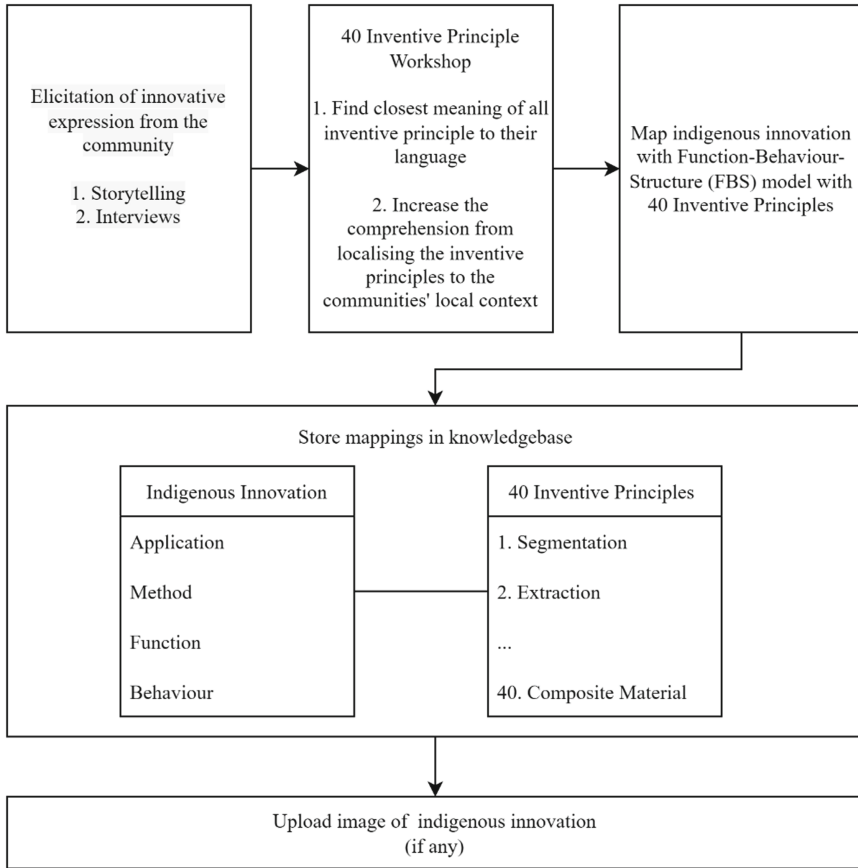 Elicitation of innovative
expression from the
community
1. Storytelling
2. Interviews
40 Inventive Principle
Workshop
1. Find closest meaning of all
inventive principle to their
language
2. Increase the
comprehension from
localising the inventive
principles to the
communities' local context
Map indigenous innovation
with Function-Behaviour-
Structure (FBS) model with
40 Inventive Principles
Store mappings in knowledgebase
Indigenous Innovation
Application
Method
Function
Behaviour
40 Inventive Principles
1. Segmentation
2. Extraction
...
40. Composite Material
Upload image of indigenous innovation
(if any)